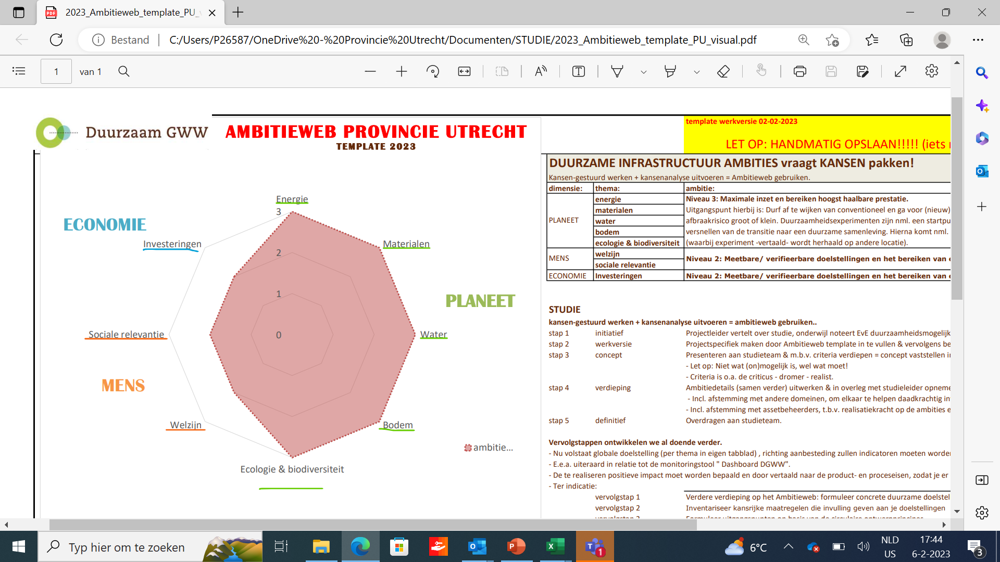 2023_Ambitieweb_template_PU_
Bestand
C:/Users/P26587/OneDrive%20-%20Provincie%20Utrecht/Documenten/STUDIE/2023_Ambitieweb_template_PU_visual.pdf
1
van 1
Duurzaam GWW
AMBITIEWEB PROVINCIE UTRECHT
TEMPLATE 2023
template werkversie 02-02-2023
LET OP: HANDMATIG OPSLAAN!!!!! (iets
ECONOMIE
MENS
PLANEET
Energie
Materialen
Water
Bodem
Ecologie & biodiversiteit
Welzijn
Sociale relevantie
Investeringen
3
2
1
0
ambitie...
DUURZAME INFRASTRUCTUUR AMBITIES vraagt KANSEN pakken!
Kansen-gestuurd werken + kansenanalyse uitvoeren = Ambitieweb gebruiken.
dimensie: thema: ambitie:
PLANEET
energie
materialen
water
bodem
ecologie & biodiversiteit
Niveau 3: Maximale inzet en bereiken hoogst haalbare prestatie.
Uitgangspunt hierbij is: Durf af te wijken van conventioneel en ga voor (nieuw)
afbraakrisico groot of klein. Duurzaamheidsexperimenten zijn nml. een startpu
versnellen van de transitie naar een duurzame samenleving. Hierna komt nml.
(waarbij experiment -vertaald- wordt herhaald op andere locatie).
MENS
welzijn
sociale relevantie
Niveau 2: Meetbare/ verifieerbare doelstellingen en het bereiken van
ECONOMIE Investeringen Niveau 2: Meetbare/ verifieerbare doelstellingen en het bereiken van
STUDIE
kansen-gestuurd werken + kansenanalyse uitvoeren = ambitieweb gebruiken..
stap 1 initiatief Projectleider vertelt over studie, onderwijl noteert EvE duurzaamheidsmogelijk
stap 2 werkversie Projectspecifiek maken door Ambitieweb template in te vullen & vervolgens be
stap 3 concept Presenteren aan studieteam & m.b.v. criteria verdiepen = concept vaststellen
- Let op: Niet wat (on)mogelijk is, wel wat moet!
- Criteria is o.a. de criticus - dromer - realist.
stap 4 verdieping Ambitiedetails (samen verder) uitwerken & in overleg met studieleider opneme
- Incl. afstemming met andere domeinen, om elkaar te helpen daadkrachtig in
- Incl. afstemming met assetbeheerders, t.b.v. realisatiekracht op de ambities e
stap 5 definitief Overdragen aan studieteam.
Vervolgstappen ontwikkelen we al doende verder.
- Nu volstaat globale doelstelling (per thema in eigen tabblad) , richting aanbesteding zullen indicatoren moeten worde
- E.e.a. uiteraard in relatie tot de monitoringstool " Dashboard DGWW".
- De te realiseren positieve impact moet worden bepaald en door vertaald naar de product- en proceseisen, zodat je er
- Ter indicatie:
vervolgstap 1 Verdere verdieping op het Ambitieweb: formuleer concrete duurzame doelstel
vervolgstap 2 Inventariseer kansrijke maatregelen die invulling geven aan je doelstellingen
Typ hier om te zoeken
1
6°C
NLD
US
17:44
6-2-2023
3